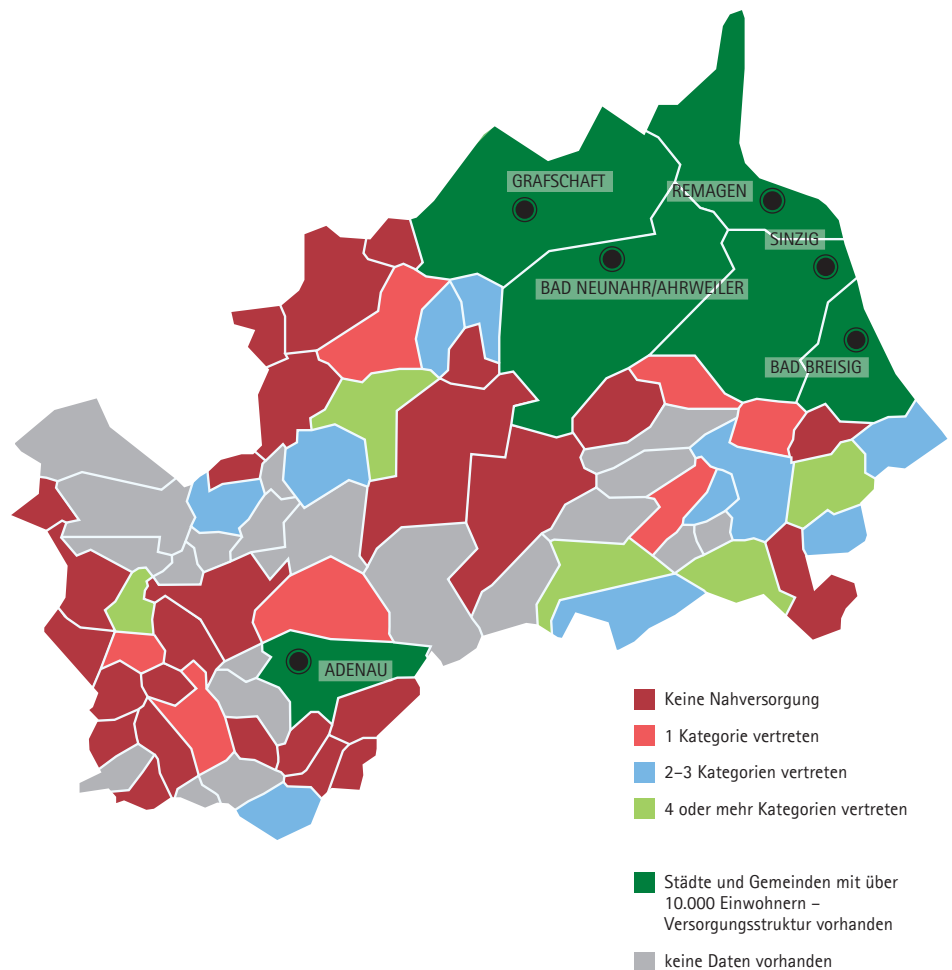 GRAFSCHAFT
REMAGEN
SINZIG
BAD NEUNAHR/AHRWEILER
BAD BREISIG
ADENAU
Keine Nahversorgung
1 Kategorie vertreten
2–3 Kategorien vertreten
4 oder mehr Kategorien vertreten
Städte und Gemeinden mit über
10.000 Einwohnern –
Versorgungsstruktur vorhanden
keine Daten vorhanden